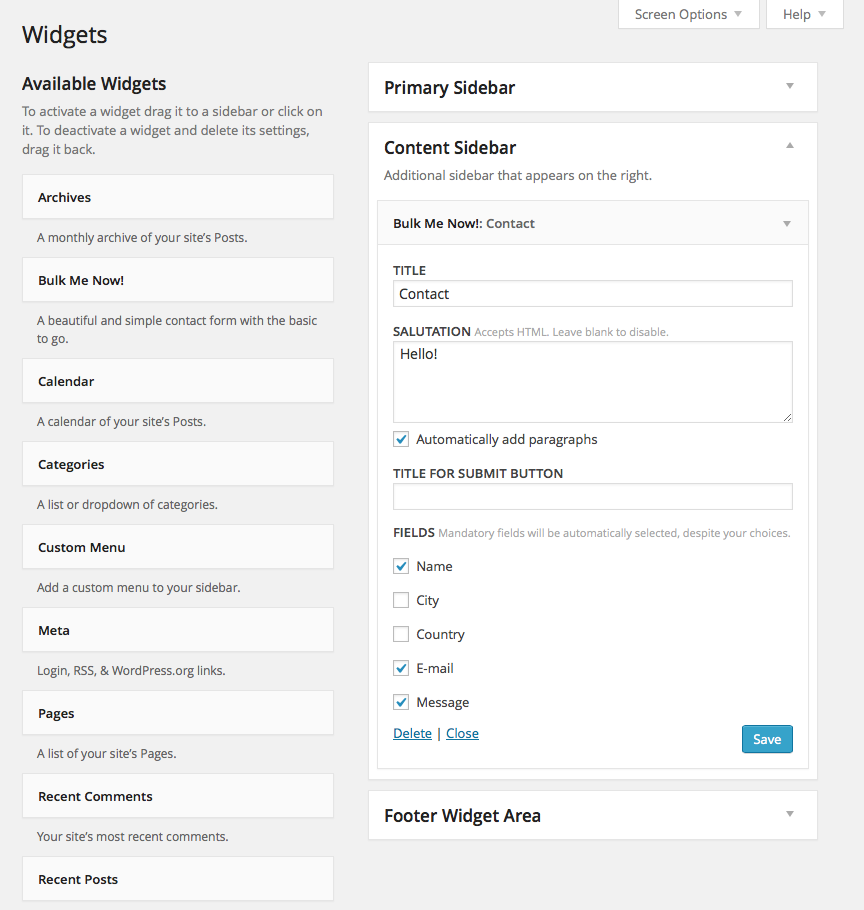 Screen Options
Help
Widgets
Available Widgets
To activate a widget drag it to a sidebar or click on
it. To deactivate a widget and delete its settings,
drag it back.
Archives
A monthly archive of your site’s Posts.
Bulk Me Now!
A beautiful and simple contact form with the basic
to go.
Calendar
A calendar of your site’s Posts.
Categories
A list or dropdown of categories.
Custom Menu
Add a custom menu to your sidebar.
Meta
Login, RSS, & WordPress.org links.
Pages
A list of your site’s Pages.
Recent Comments
Your site’s most recent comments.
Recent Posts
Primary Sidebar
Content Sidebar
Additional sidebar that appears on the right.
Bulk Me Now!: Contact
TITLE
Contact
SALUTATION Accepts HTML. Leave blank to disable.
Hello!
Automatically add paragraphs
TITLE FOR SUBMIT BUTTON
FIELDS Mandatory fields will be automatically selected, despite your choices.
Name
City
Country
E-mail
Message
Delete | Close
Save
Footer Widget Area